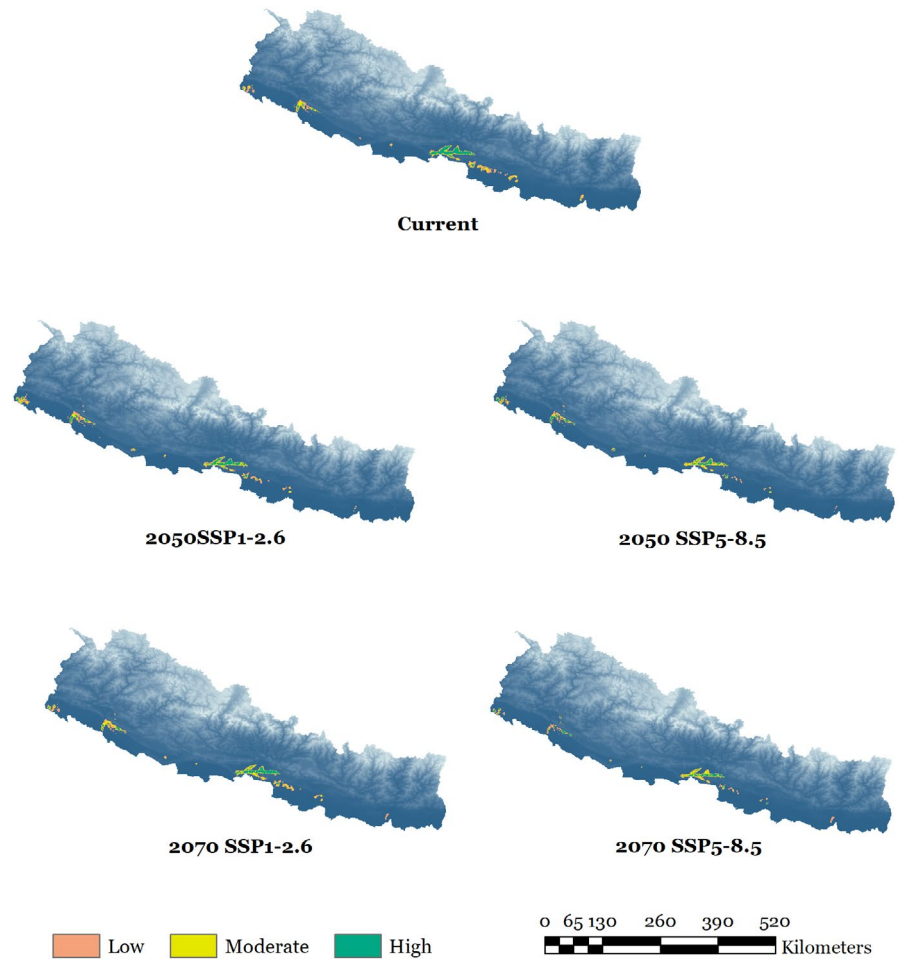 Current
2050SSP1-2.6
2050 SSP5-8.5
2070 SSP1-2.6
2070 SSP5-8.5
Low Moderate High
0 65 130 260 390 520
Kilometers